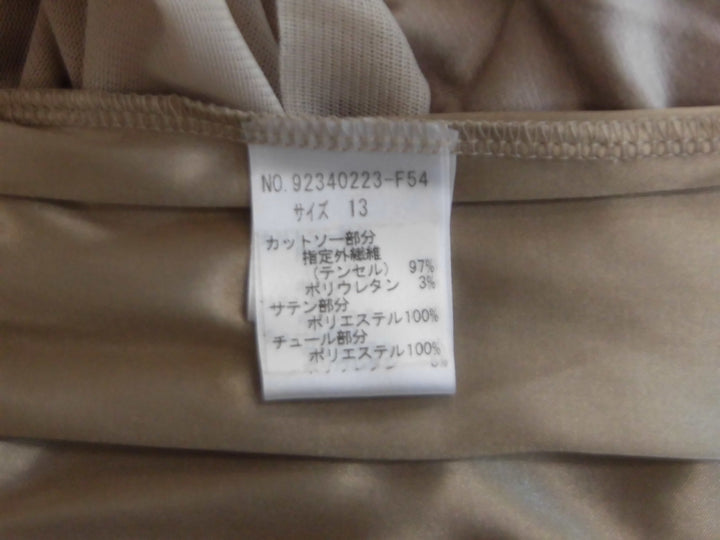 NO.92340223-F54
サイズ 13
カットソー部分
指定外繊維
(テンセル) 97%
ポリウレタン 3%
サテン部分
ポリエステル100%
チュール部分
ポリエステル100%